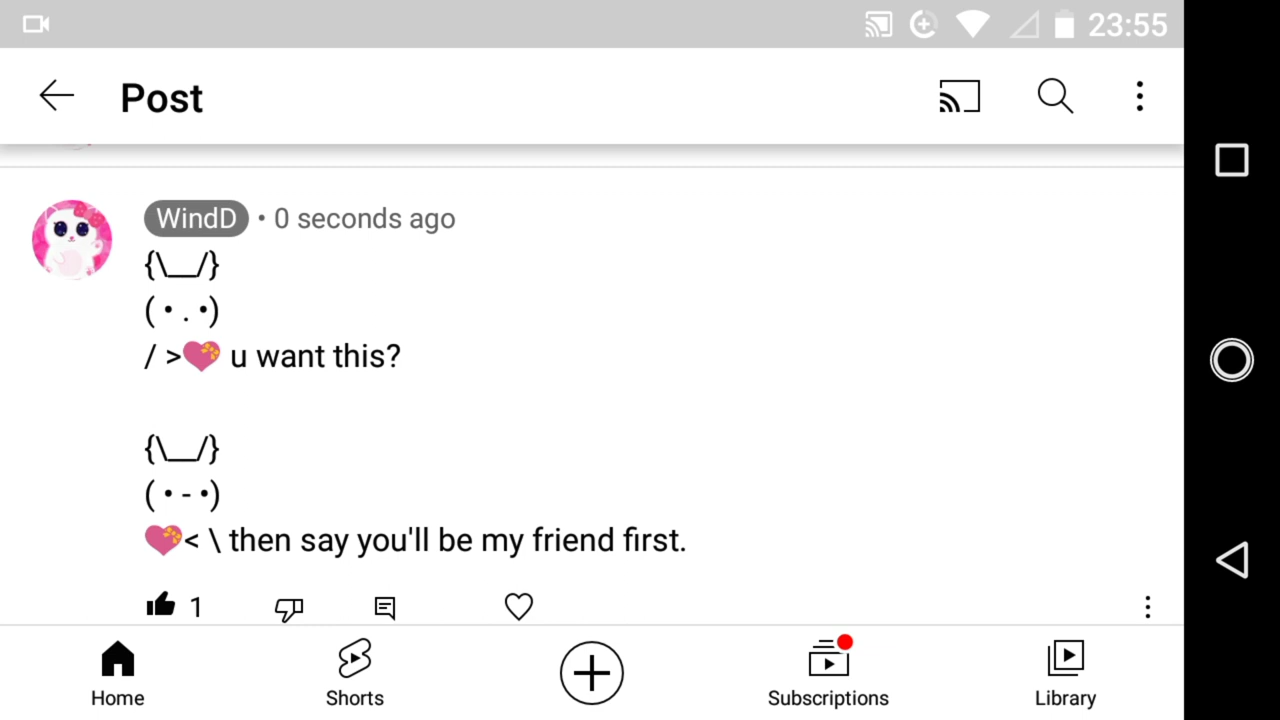 23:55
Post
WindD • 0 seconds ago
{\__/}
( • . •)
/ >💝 u want this?
{\__/}
( • - •)
💝< \ then say you'll be my friend first.
1
Home
Shorts
Subscriptions
Library